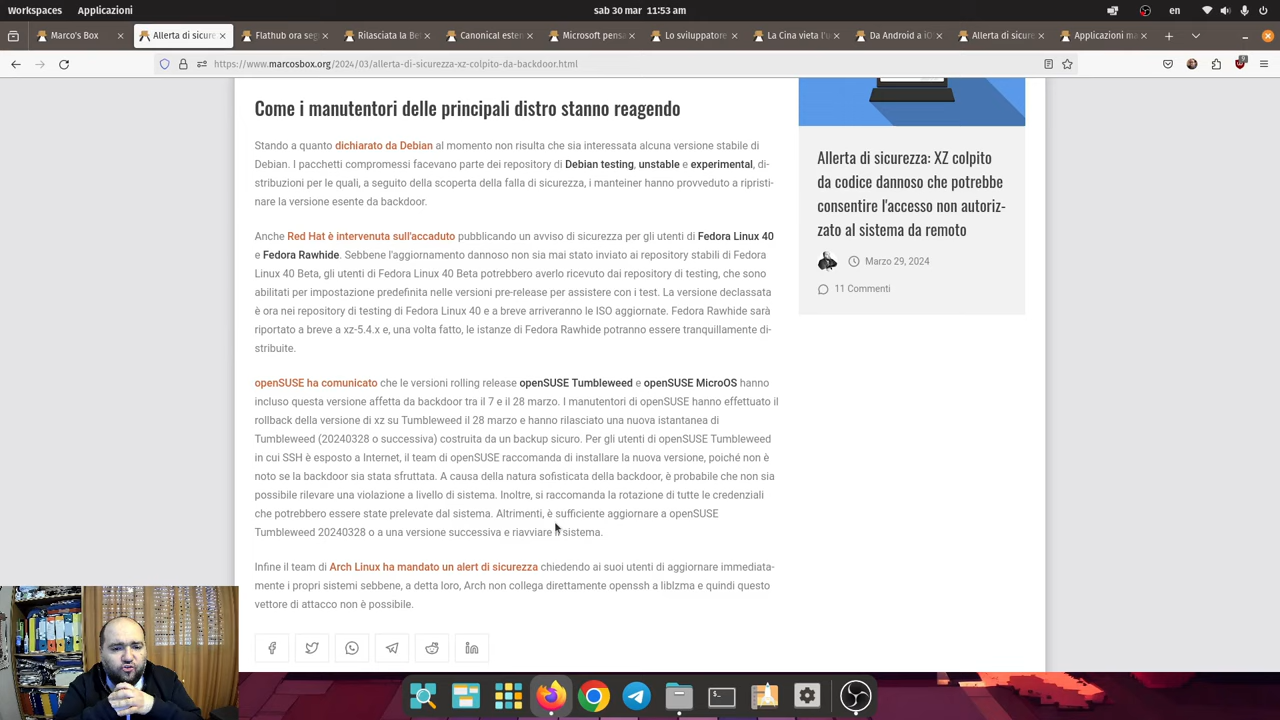 Workspaces Applicazioni sab 30 mar 11:53 am en
Marco's Box Allerta di sicure Flathub ora seg Rilasciata la Be Canonical esten Microsoft pensa Lo sviluppatore La Cina vieta l'u Da Android a iO Allerta di sicure Applicazioni ma
https://www.marcosbox.org/2024/03/allerta-di-sicurezza-xz-colpito-da-backdoor.html
Come i manutentori delle principali distro stanno reagendo
Stando a quanto dichiarato da Debian al momento non risulta che sia interessata alcuna versione stabile di
Debian. I pacchetti compromessi facevano parte dei repository di Debian testing, unstable e experimental, di-
stribuzioni per le quali, a seguito della scoperta della falla di sicurezza, i manteiner hanno provveduto a ripristi-
nare la versione esente da backdoor.
Anche Red Hat è intervenuta sull'accaduto pubblicando un avviso di sicurezza per gli utenti di Fedora Linux 40
e Fedora Rawhide. Sebbene l'aggiornamento dannoso non sia mai stato inviato ai repository stabili di Fedora
Linux 40 Beta, gli utenti di Fedora Linux 40 Beta potrebbero averlo ricevuto dai repository di testing, che sono
abilitati per impostazione predefinita nelle versioni pre-release per assistere con i test. La versione declassata
è ora nei repository di testing di Fedora Linux 40 e a breve arriveranno le ISO aggiornate. Fedora Rawhide sarà
riportato a breve a xz-5.4.x e, una volta fatto, le istanze di Fedora Rawhide potranno essere tranquillamente di-
stribuite.
openSUSE ha comunicato che le versioni rolling release openSUSE Tumbleweed e openSUSE MicroOS hanno
incluso questa versione affetta da backdoor tra il 7 e il 28 marzo. I manutentori di openSUSE hanno effettuato il
rollback della versione di xz su Tumbleweed il 28 marzo e hanno rilasciato una nuova istantanea di
Tumbleweed (20240328 o successiva) costruita da un backup sicuro. Per gli utenti di openSUSE Tumbleweed
in cui SSH è esposto a Internet, il team di openSUSE raccomanda di installare la nuova versione, poiché non è
noto se la backdoor sia stata sfruttata. A causa della natura sofisticata della backdoor, è probabile che non sia
possibile rilevare una violazione a livello di sistema. Inoltre, si raccomanda la rotazione di tutte le credenziali
che potrebbero essere state prelevate dal sistema. Altrimenti, è sufficiente aggiornare a openSUSE
Tumbleweed 20240328 o a una versione successiva e riavviare il sistema.
Infine il team di Arch Linux ha mandato un alert di sicurezza chiedendo ai suoi utenti di aggiornare immediata-
mente i propri sistemi sebbene, a detta loro, Arch non collega direttamente openssh a liblzma e quindi questo
vettore di attacco non è possibile.
Allerta di sicurezza: XZ colpito
da codice dannoso che potrebbe
consentire l'accesso non autoriz-
zato al sistema da remoto
Marzo 29, 2024
11 Commenti